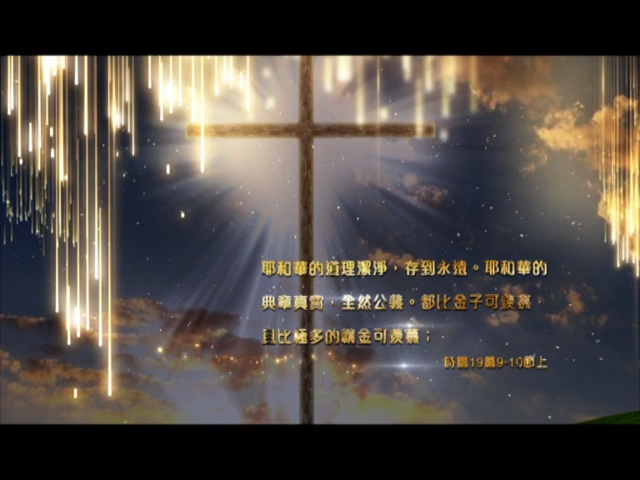 耶和華的道理潔淨，存到永遠。耶和華的
典章真實，全然公義。都比金子可羨慕，
且比極多的精金可羨慕；
詩篇19篇9-10節上